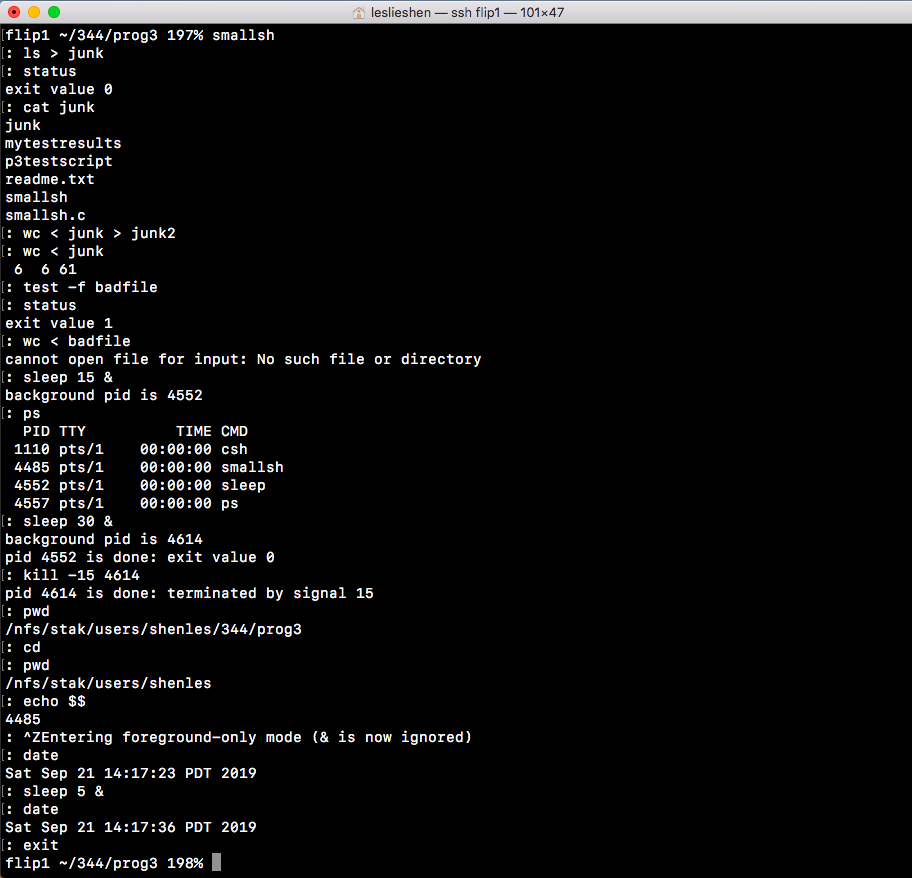 leslieshen — ssh flip1 — 101×47
[flip1 ~/344/prog3 197% smallsh
[: ls > junk
[: status
exit value 0
[: cat junk
junk
mytestresults
p3testscript
readme.txt
smallsh
smallsh.c
[: wc < junk > junk2
[: wc < junk
 6  6 61
[: test -f badfile
[: status
exit value 1
[: wc < badfile
cannot open file for input: No such file or directory
[: sleep 15 &
background pid is 4552
[: ps
  PID TTY          TIME CMD
 1110 pts/1    00:00:00 csh
 4485 pts/1    00:00:00 smallsh
 4552 pts/1    00:00:00 sleep
 4557 pts/1    00:00:00 ps
[: sleep 30 &
background pid is 4614
pid 4552 is done: exit value 0
[: kill -15 4614
pid 4614 is done: terminated by signal 15
[: pwd
/nfs/stak/users/shenles/344/prog3
[: cd
[: pwd
/nfs/stak/users/shenles
[: echo $$
4485
: ^ZEntering foreground-only mode (& is now ignored)
[: date
Sat Sep 21 14:17:23 PDT 2019
[: sleep 5 &
[: date
Sat Sep 21 14:17:36 PDT 2019
[: exit
flip1 ~/344/prog3 198%